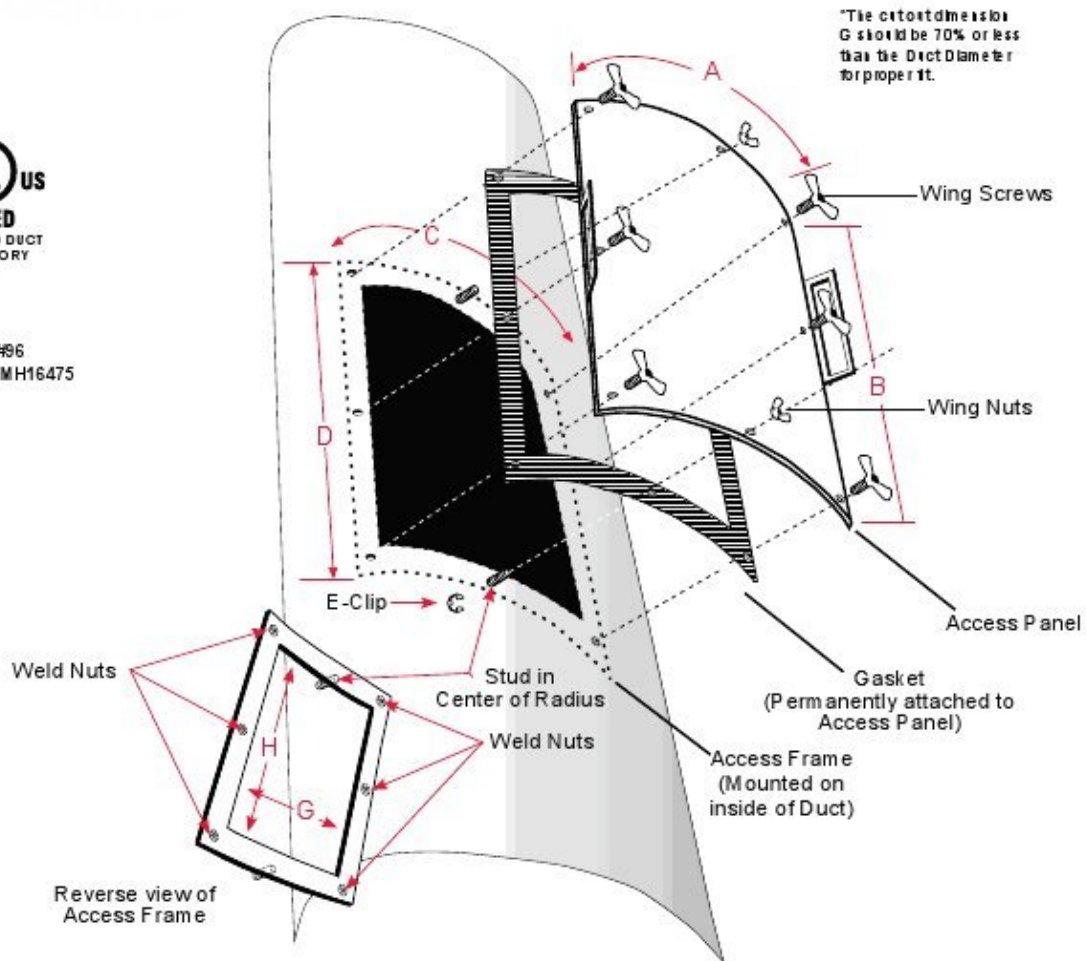 *The cutout dimension
G should be 70% or less
than the Duct Diameter
for proper fit.
A
US
Wing Screws
ED
DUCT
ORY
C
#96
MH16475
B
Wing Nuts
D
E-Clip
Access Panel
Weld Nuts
Stud in
Center of Radius
Gasket
(Permanently attached to
Access Panel)
Weld Nuts
H
Access Frame
(Mounted on
inside of Duct)
G
Reverse view of
Access Frame